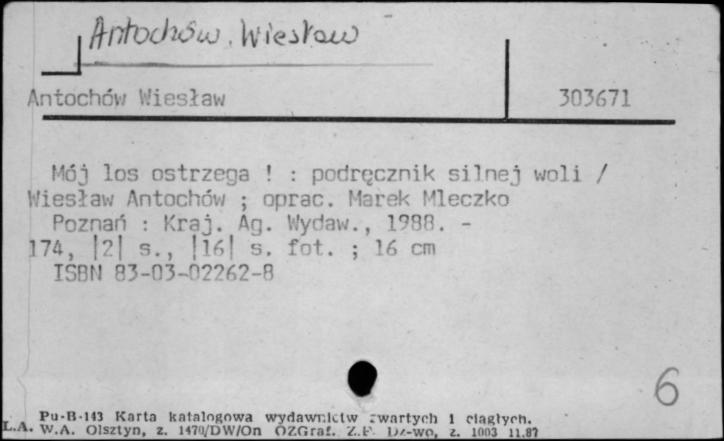 Antochów, Wiesław
Antochów Wiesław 303671
Mój los ostrzega ! : podręcznik silnej woli /
Wiesław Antochów ; oprac. Marek Mleczko
Poznań : Kraj. Ag. Wydaw., 1988. -
174, |2| s., |16| s. fot. ; 16 cm
ISBN 83-03-02262-8
6
Pu-B-143 Karta katalogowa wydawnictw zwartych i ciągłych.
L.A. W.A. Olsztyn, z. 1470/DW/On OZGraf. Z.P. Dz-wo, z. 1003 11.87